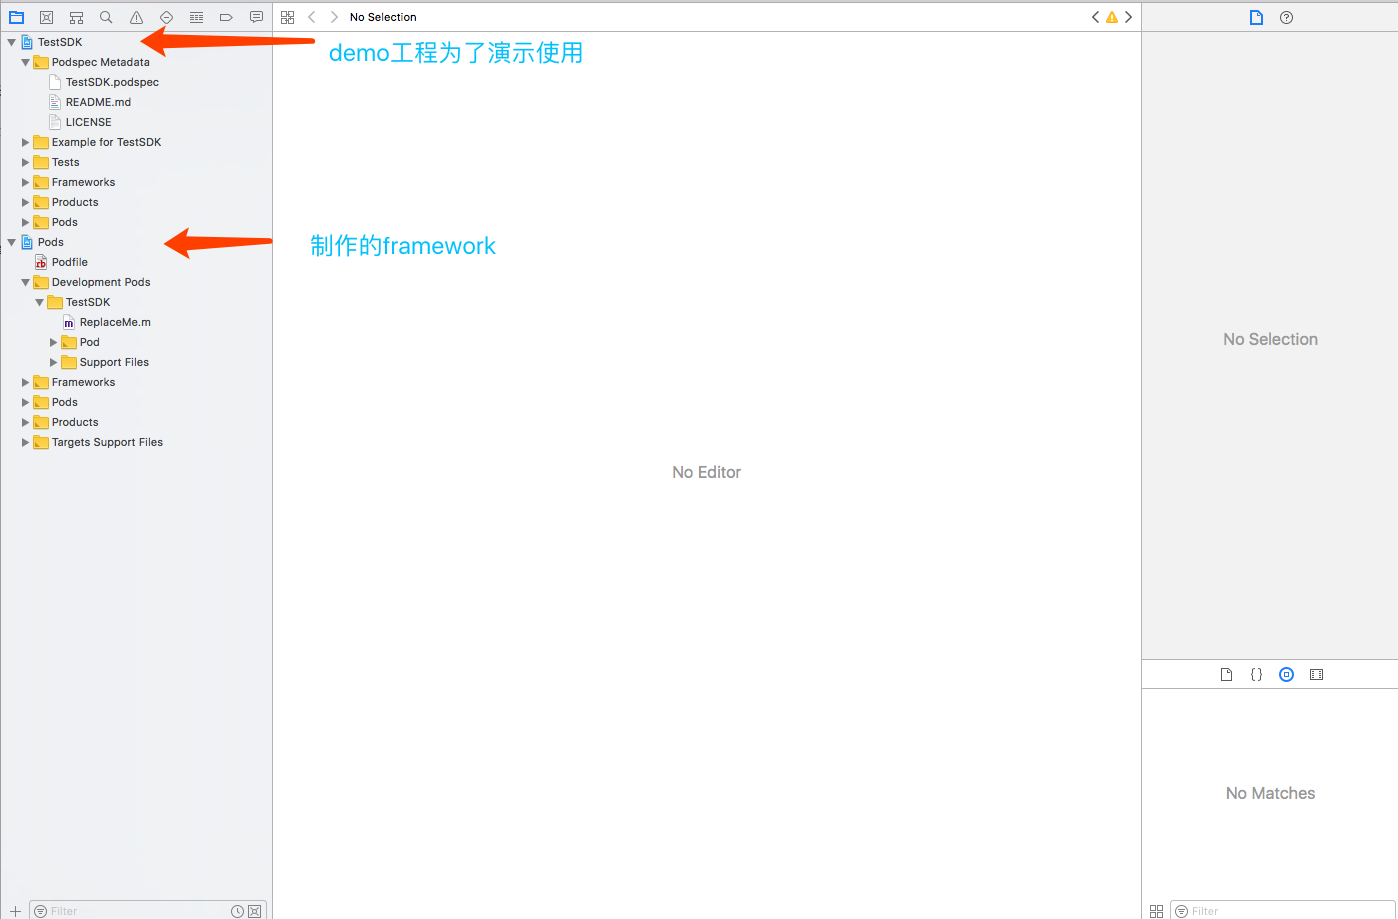 No Selection
TestSDK
demo工程为了演示使用
Podspec Metadata
TestSDK.podspec
README.md
LICENSE
Example for TestSDK
Tests
Frameworks
Products
Pods
Pods
制作的framework
Podfile
Development Pods
TestSDK
ReplaceMe.m
Pod
Support Files
Frameworks
Pods
Products
Targets Support Files
No Editor
No Selection
No Matches
Filter
Filter